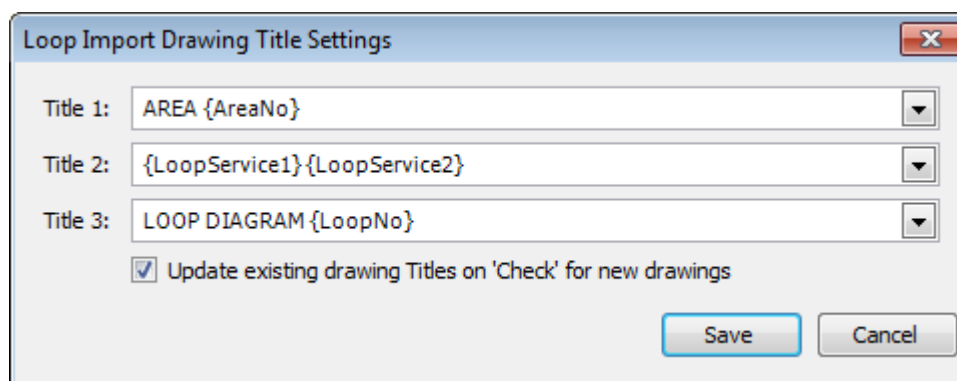 Loop Import Drawing Title Settings
Title 1: AREA {AreaNo}
Title 2: {LoopService1}{LoopService2}
Title 3: LOOP DIAGRAM {LoopNo}
Update existing drawing Titles on 'Check' for new drawings
Save Cancel